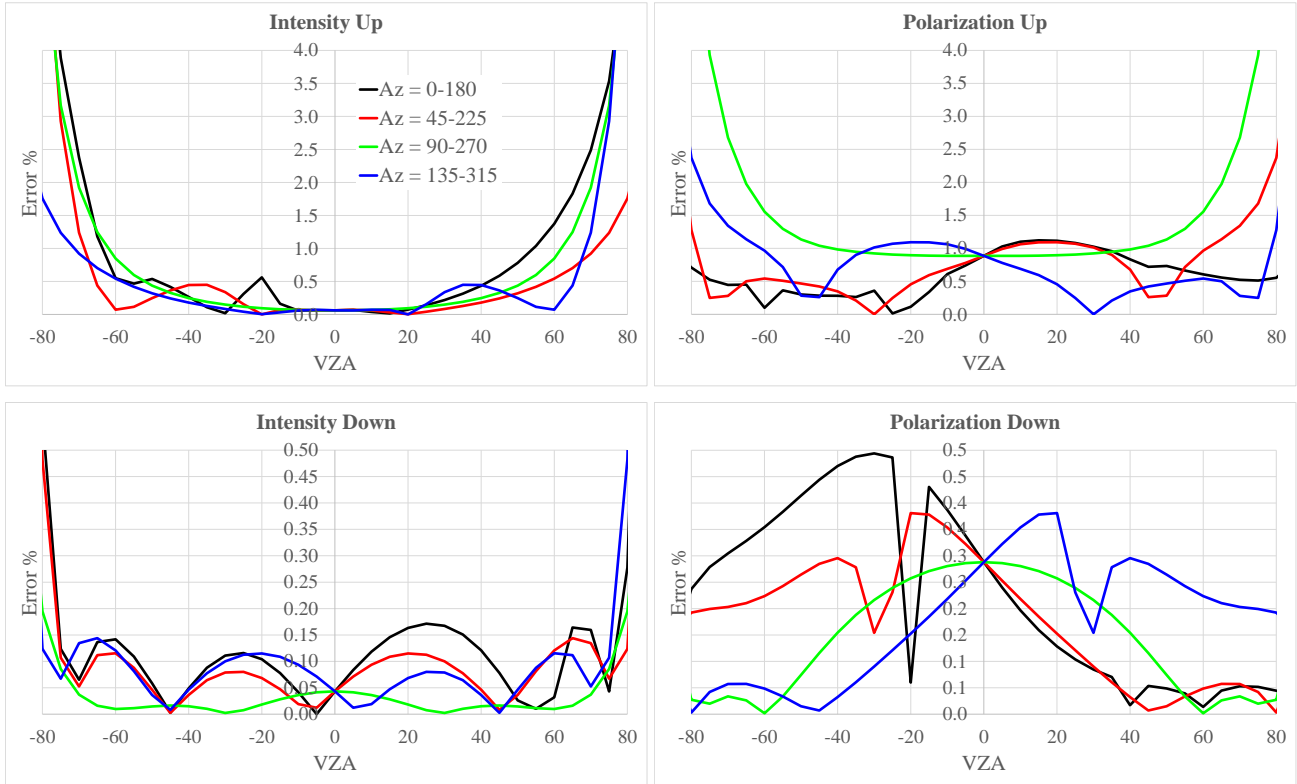 Intensity Up
4.0
3.5
3.0
2.5
2.0
1.5
1.0
0.5
0.0
Error %
Az = 0-180
Az = 45-225
Az = 90-270
Az = 135-315
-80 -60 -40 -20 0 20 40 60 80
VZA
Polarization Up
4.0
3.5
3.0
2.5
2.0
1.5
1.0
0.5
0.0
Error %
-80 -60 -40 -20 0 20 40 60 80
VZA
Intensity Down
0.50
0.45
0.40
0.35
0.30
0.25
0.20
0.15
0.10
0.05
0.00
Error %
-80 -60 -40 -20 0 20 40 60 80
VZA
Polarization Down
0.5
0.5
0.4
0.4
0.3
0.3
0.2
0.2
0.1
0.1
0.0
Error %
-80 -60 -40 -20 0 20 40 60 80
VZA